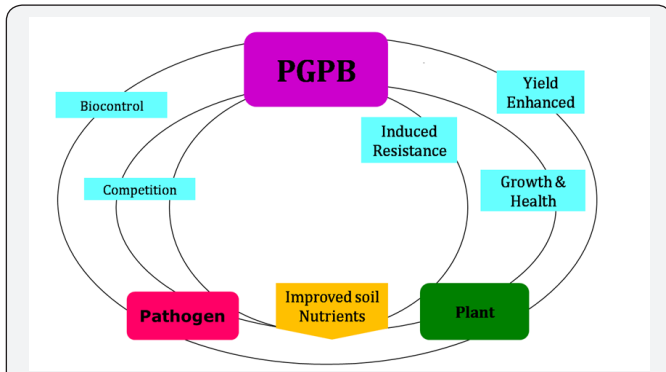 PGPB
Biocontrol
Yield
Enhanced
Induced
Resistance
Competition
Growth &
Health
Pathogen
Improved soil
Nutrients
Plant